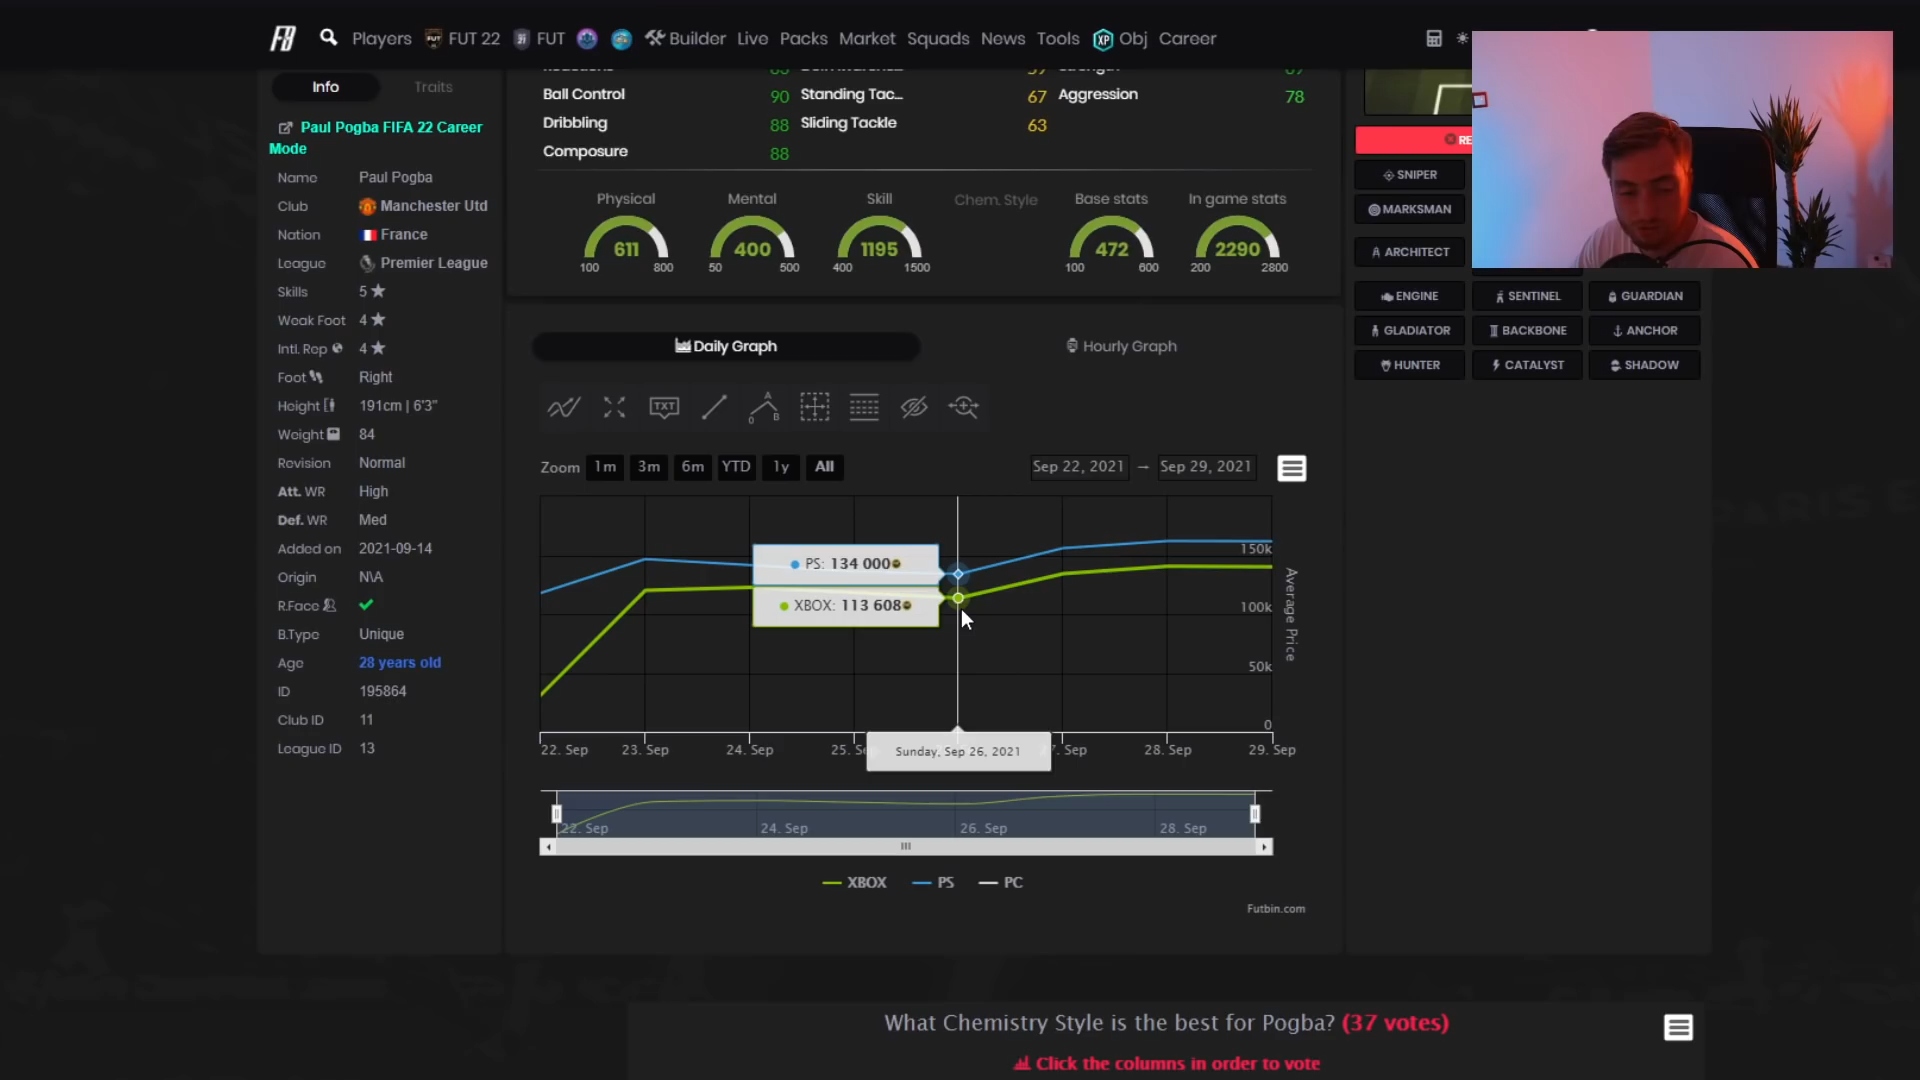 FB Players FUT 22 FUT Builder Live Packs Market Squads News Tools XP Obj Career
Info Traits
Paul Pogba FIFA 22 Career
Mode
Name Paul Pogba
Club Manchester Utd
Nation France
League Premier League
Skills 5
Weak Foot 4
Intl. Rep 4
Foot Right
Height 191cm | 6'3"
Weight 84
Revision Normal
Att. WR High
Def. WR Med
Added on 2021-09-14
Origin N\A
R.Face
B.Type Unique
Age 28 years old
ID 195864
Club ID 11
League ID 13
Ball Control 90 Standing Tac... 67 Aggression 78
Dribbling 88 Sliding Tackle 63
Composure 88
Physical Mental Skill Chem. Style Base stats In game stats
611 400 1195 472 2290
100 800 50 500 400 1500 100 600 200 2800
Daily Graph Hourly Graph
TXT A 0 B
Zoom 1m 3m 6m YTD 1y All Sep 22, 2021 → Sep 29, 2021
PS: 134 000
XBOX: 113 608
150k
100k
50k
0
Average Price
22. Sep 23. Sep 24. Sep 25. Sunday, Sep 26, 2021 7. Sep 28. Sep 29. Sep
22. Sep 24. Sep 26. Sep 28. Sep
XBOX PS PC
Futbin.com
RE
SNIPER
MARKSMAN
ARCHITECT
ENGINE SENTINEL GUARDIAN
GLADIATOR BACKBONE ANCHOR
HUNTER CATALYST SHADOW
What Chemistry Style is the best for Pogba? (37 votes)
Click the columns in order to vote